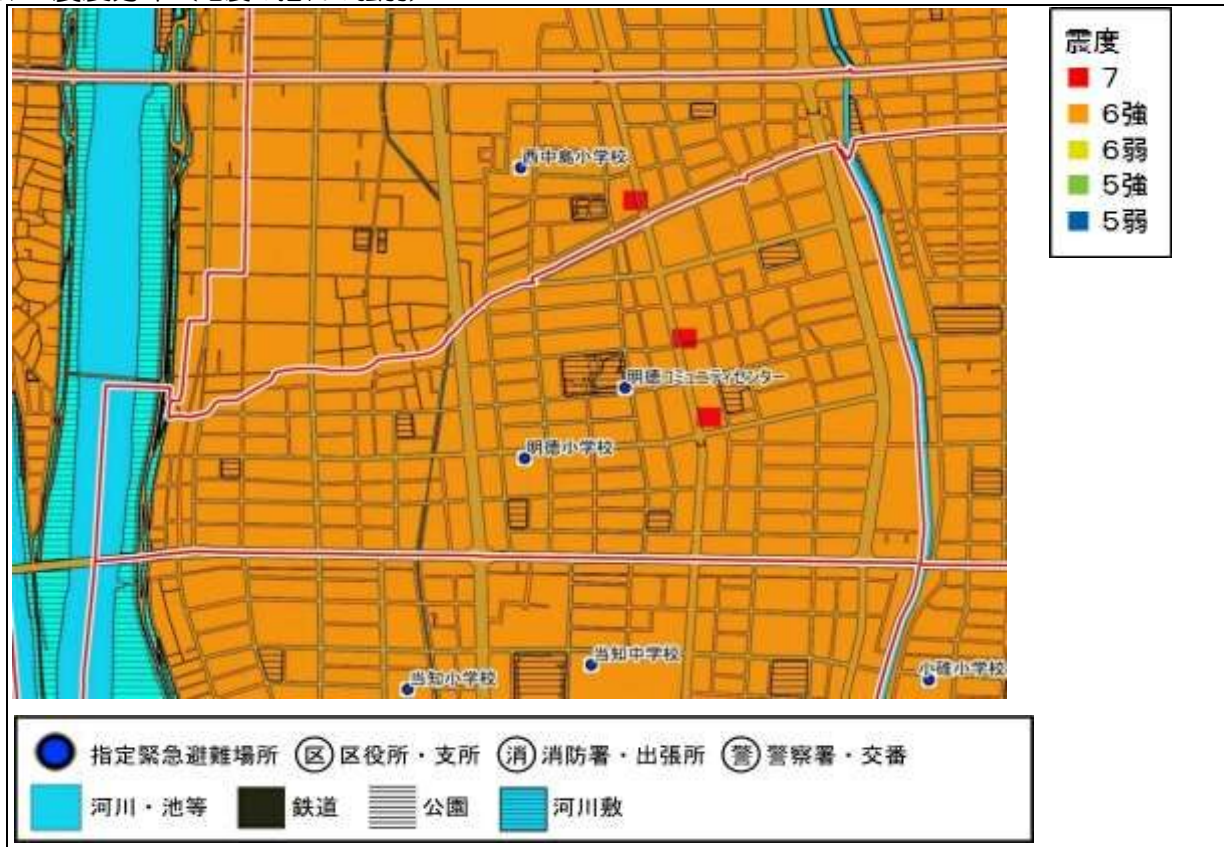 震度
7
6強
6弱
5強
5弱
西中島小学校
明徳コミュニティセンター
明徳小学校
当知中学校
当知小学校
小碓小学校
指定緊急避難場所 区 区役所・支所 消 消防署・出張所 警 警察署・交番
河川・池等 鉄道 公園 河川敷